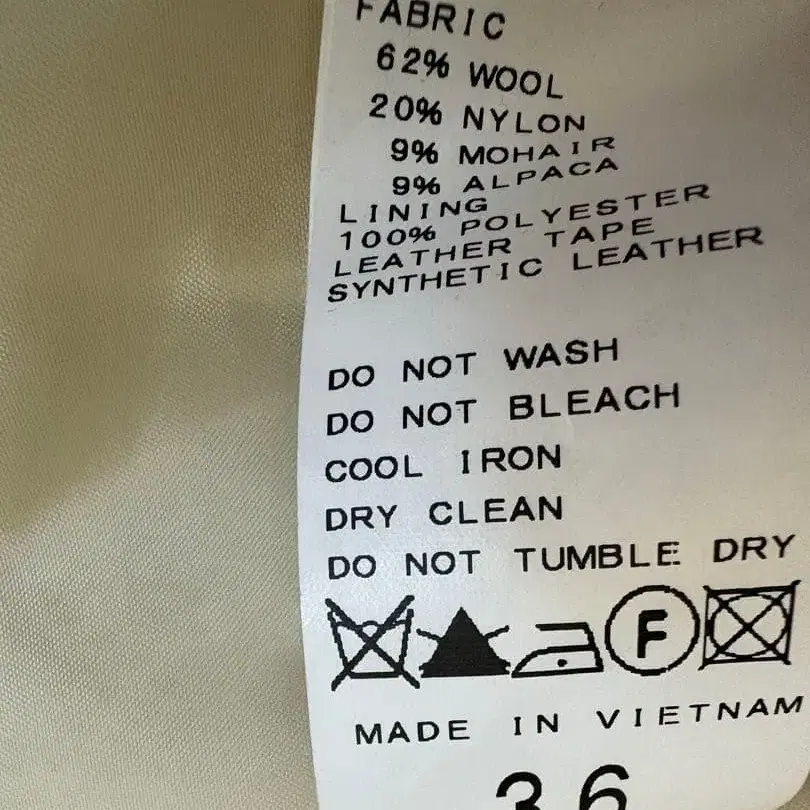 FABRIC
62% WOOL
20% NYLON
9% MOHAIR
9% ALPACA
LINING
100% POLYESTER
LEATHER TAPE
SYNTHETIC LEATHER
DO NOT WASH
DO NOT BLEACH
COOL IRON
DRY CLEAN
DO NOT TUMBLE DRY
F
MADE IN VIETNAM
36